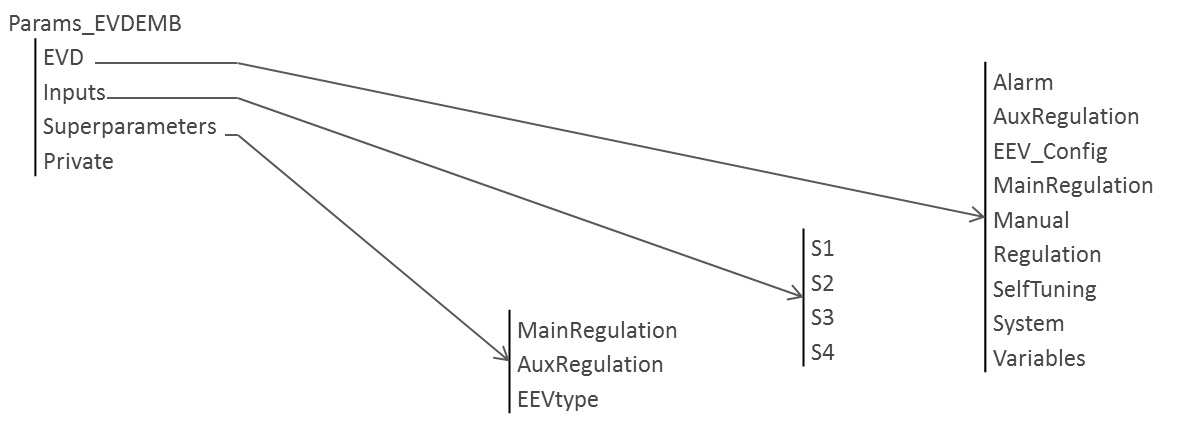 Params_EVDEMB
EVD
Inputs
Superparameters
Private
Alarm
AuxRegulation
EEV_Config
MainRegulation
Manual
Regulation
SelfTuning
System
Variables
S1
S2
S3
S4
MainRegulation
AuxRegulation
EEVtype